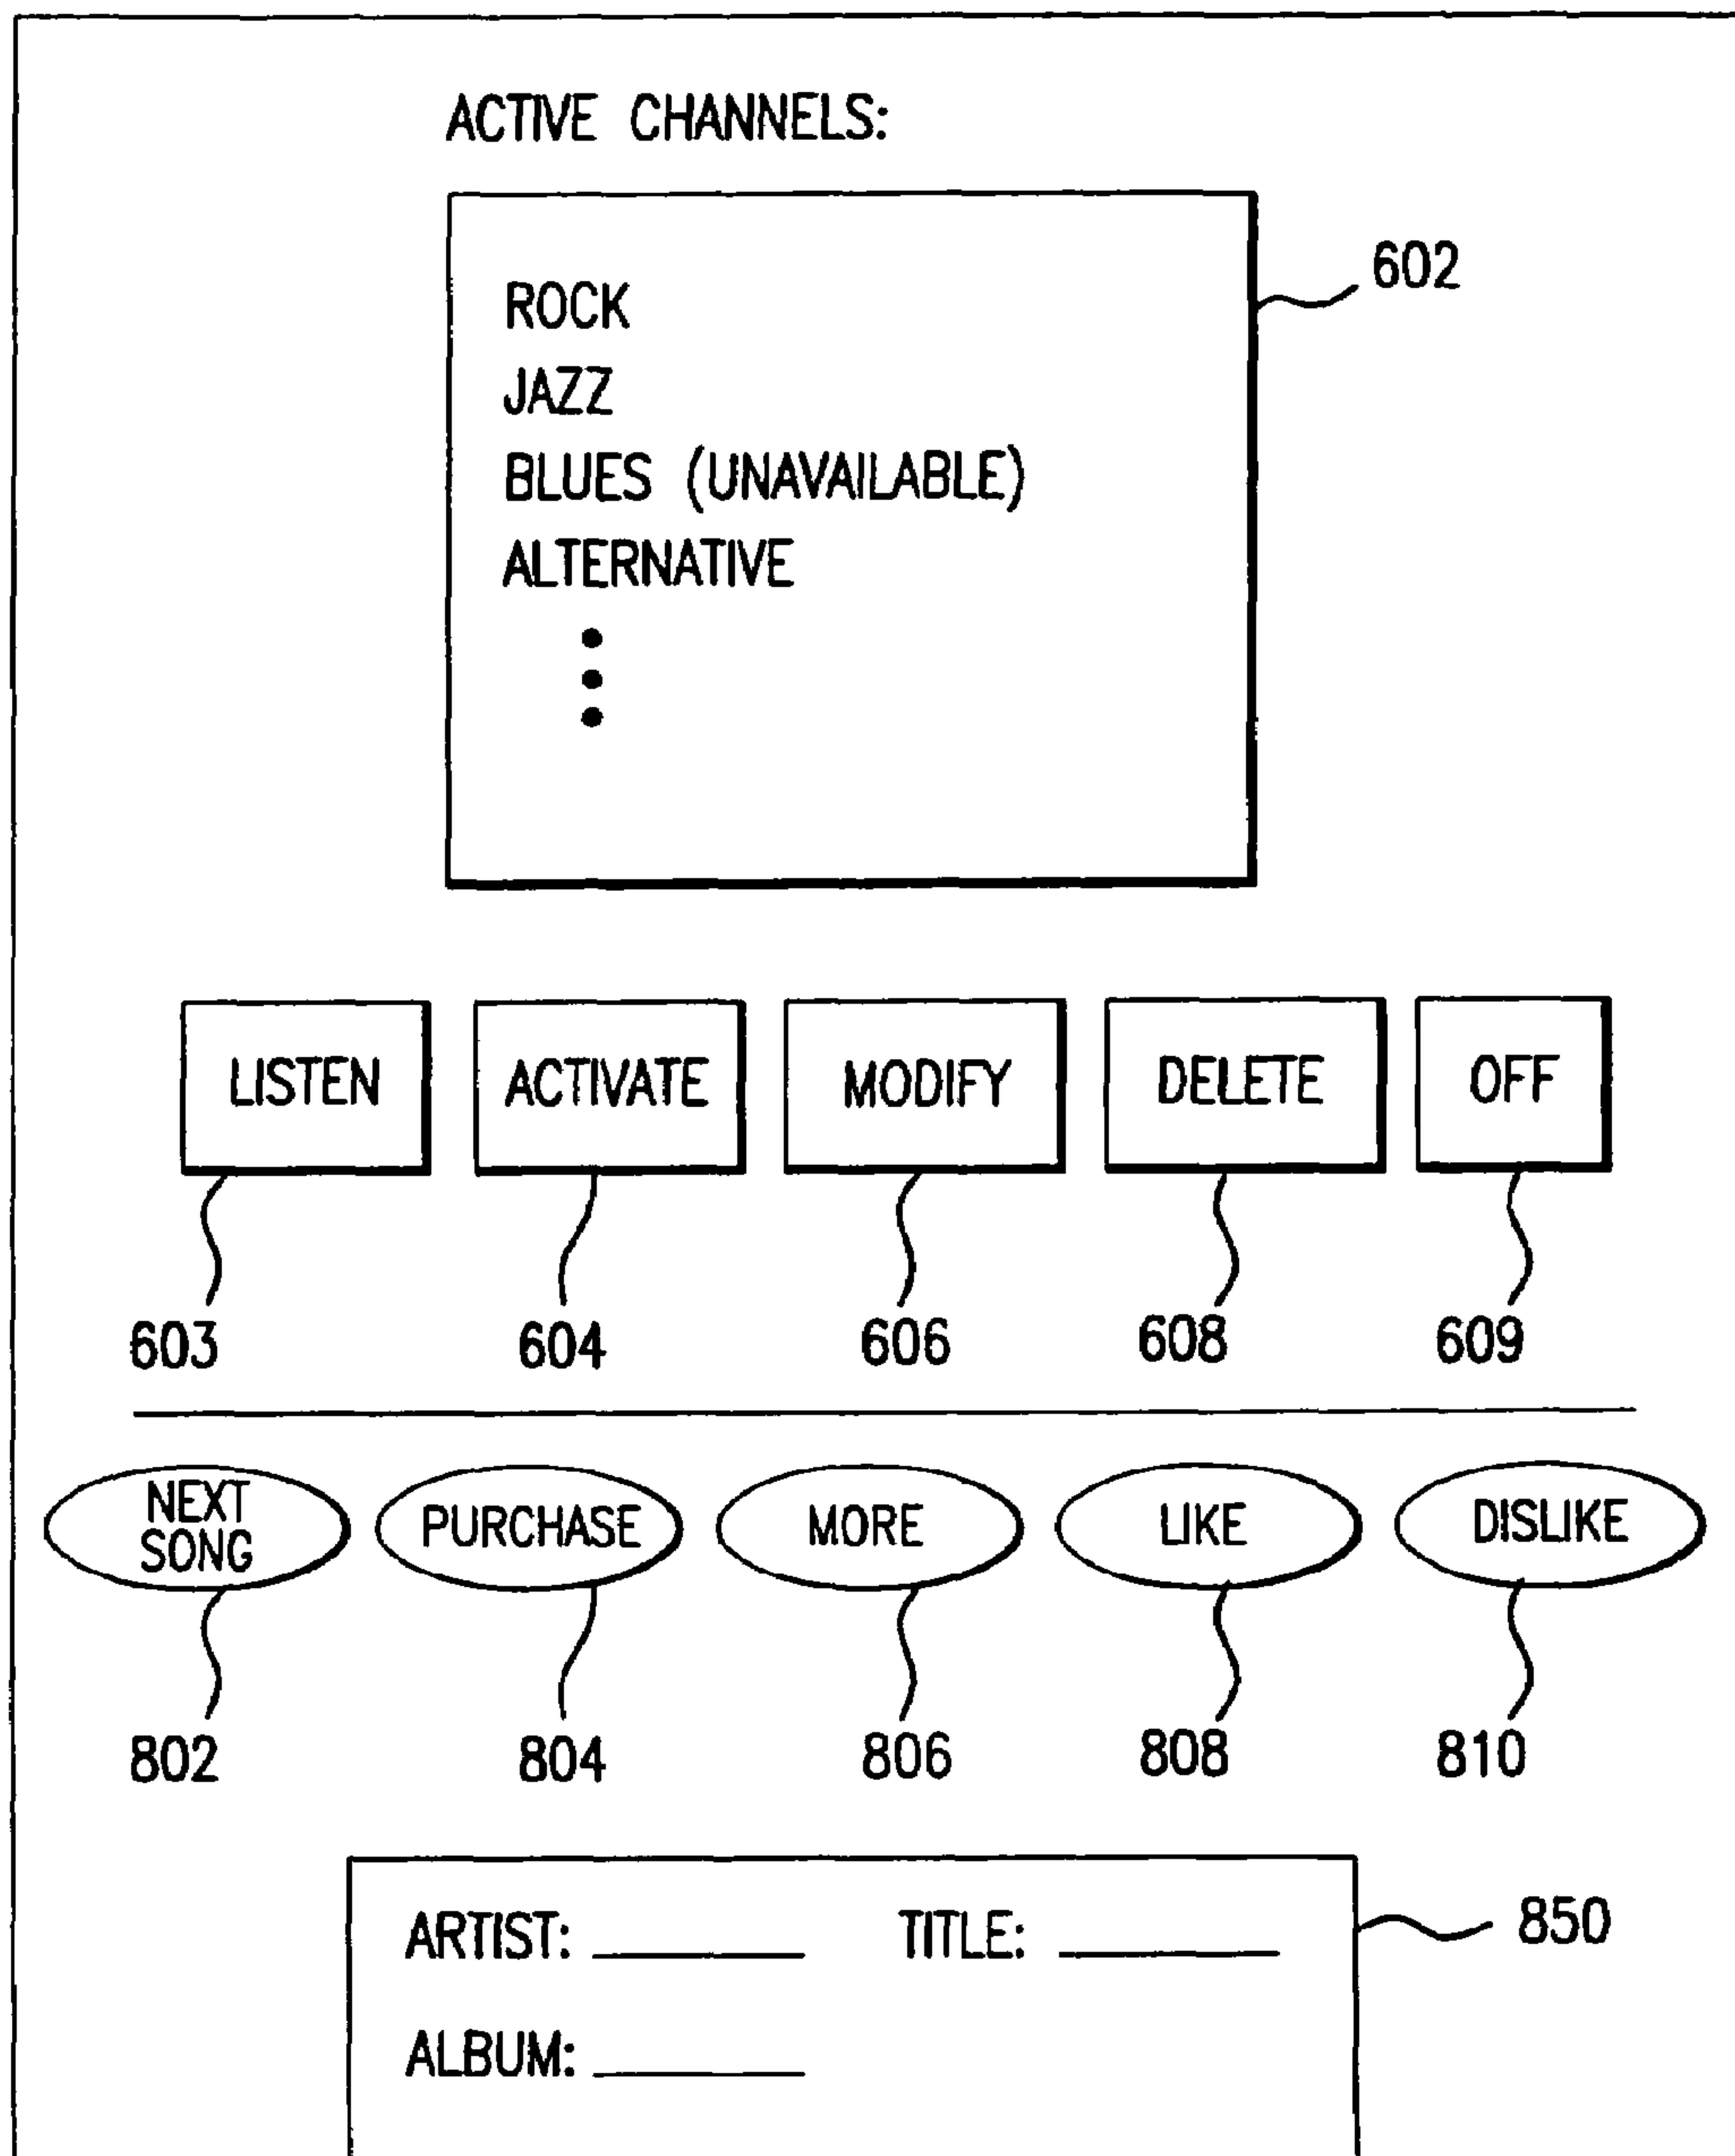 ACTIVE CHANNELS:
602
ROCK
JAZZ
BLUES (UNAVAILABLE)
ALTERNATIVE
LISTEN ACTIVATE MODIFY DELETE OFF
603 604 606 608 609
NEXT
SONG
PURCHASE MORE LIKE DISLIKE
802 804 806 808 810
ARTIST: TITLE: 850
ALBUM: